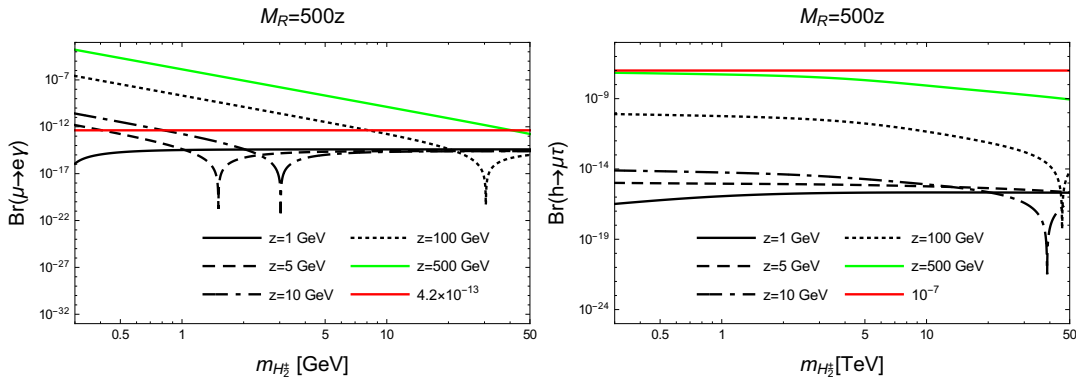 M_R=500z
Br(μ→eγ)
10^-7
10^-12
10^-17
10^-22
10^-27
10^-32
z=1 GeV
z=100 GeV
z=5 GeV
z=500 GeV
z=10 GeV
4.2×10^-13
0.5 1 5 10 50
m_{H_2^±} [GeV]
M_R=500z
Br(h→μτ)
10^-9
10^-14
10^-19
10^-24
z=1 GeV
z=100 GeV
z=5 GeV
z=500 GeV
z=10 GeV
10^-7
0.5 1 5 10 50
m_{H_2^±}[TeV]